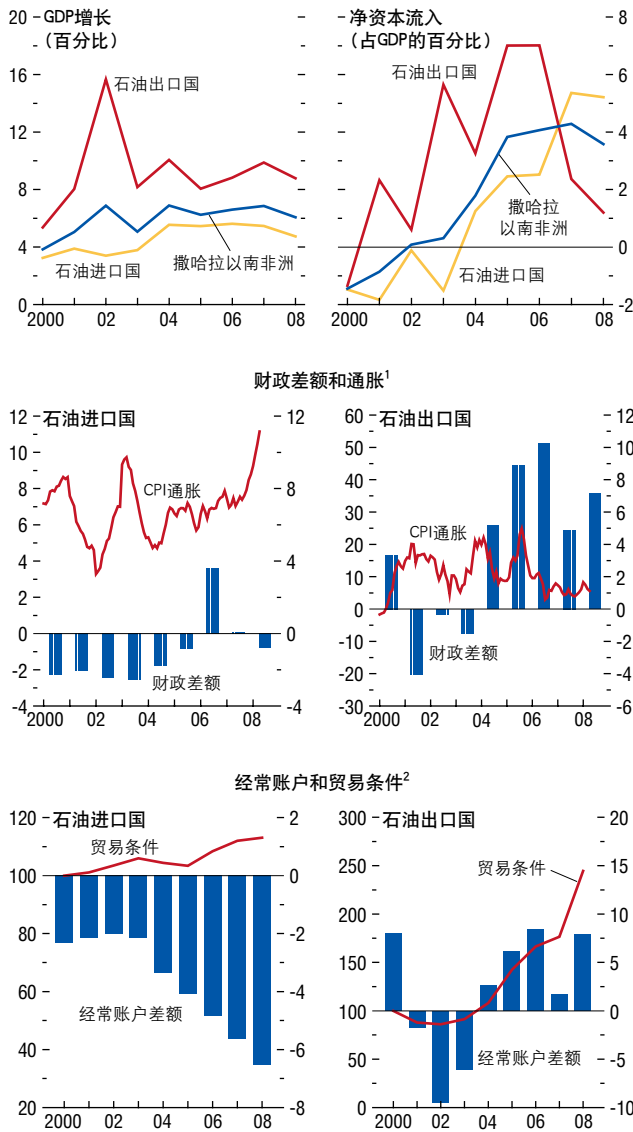 GDP增长
(百分比)
20
16
12
8
4
0
石油出口国
撒哈拉以南非洲
石油进口国
2000 02 04 06 08
净资本流入
(占GDP的百分比)
8
6
4
2
0
-2
石油出口国
撒哈拉
以南非洲
石油进口国
2000 02 04 06 08
财政差额和通胀¹
石油进口国
12
10
8
6
4
2
0
-2
-4
12
8
4
0
-4
CPI通胀
财政差额
2000 02 04 06 08
石油出口国
60
50
40
30
20
10
0
-10
-20
-30
12
10
8
6
4
2
0
-2
-4
-6
CPI通胀
财政差额
2000 02 04 06 08
经常账户和贸易条件²
石油进口国
120
100
80
60
40
20
2
0
-2
-4
-6
-8
贸易条件
经常账户差额
2000 02 04 06 08
石油出口国
300
250
200
150
100
50
0
20
15
10
5
0
-5
-10
贸易条件
经常账户差额
2000 02 04 06 08